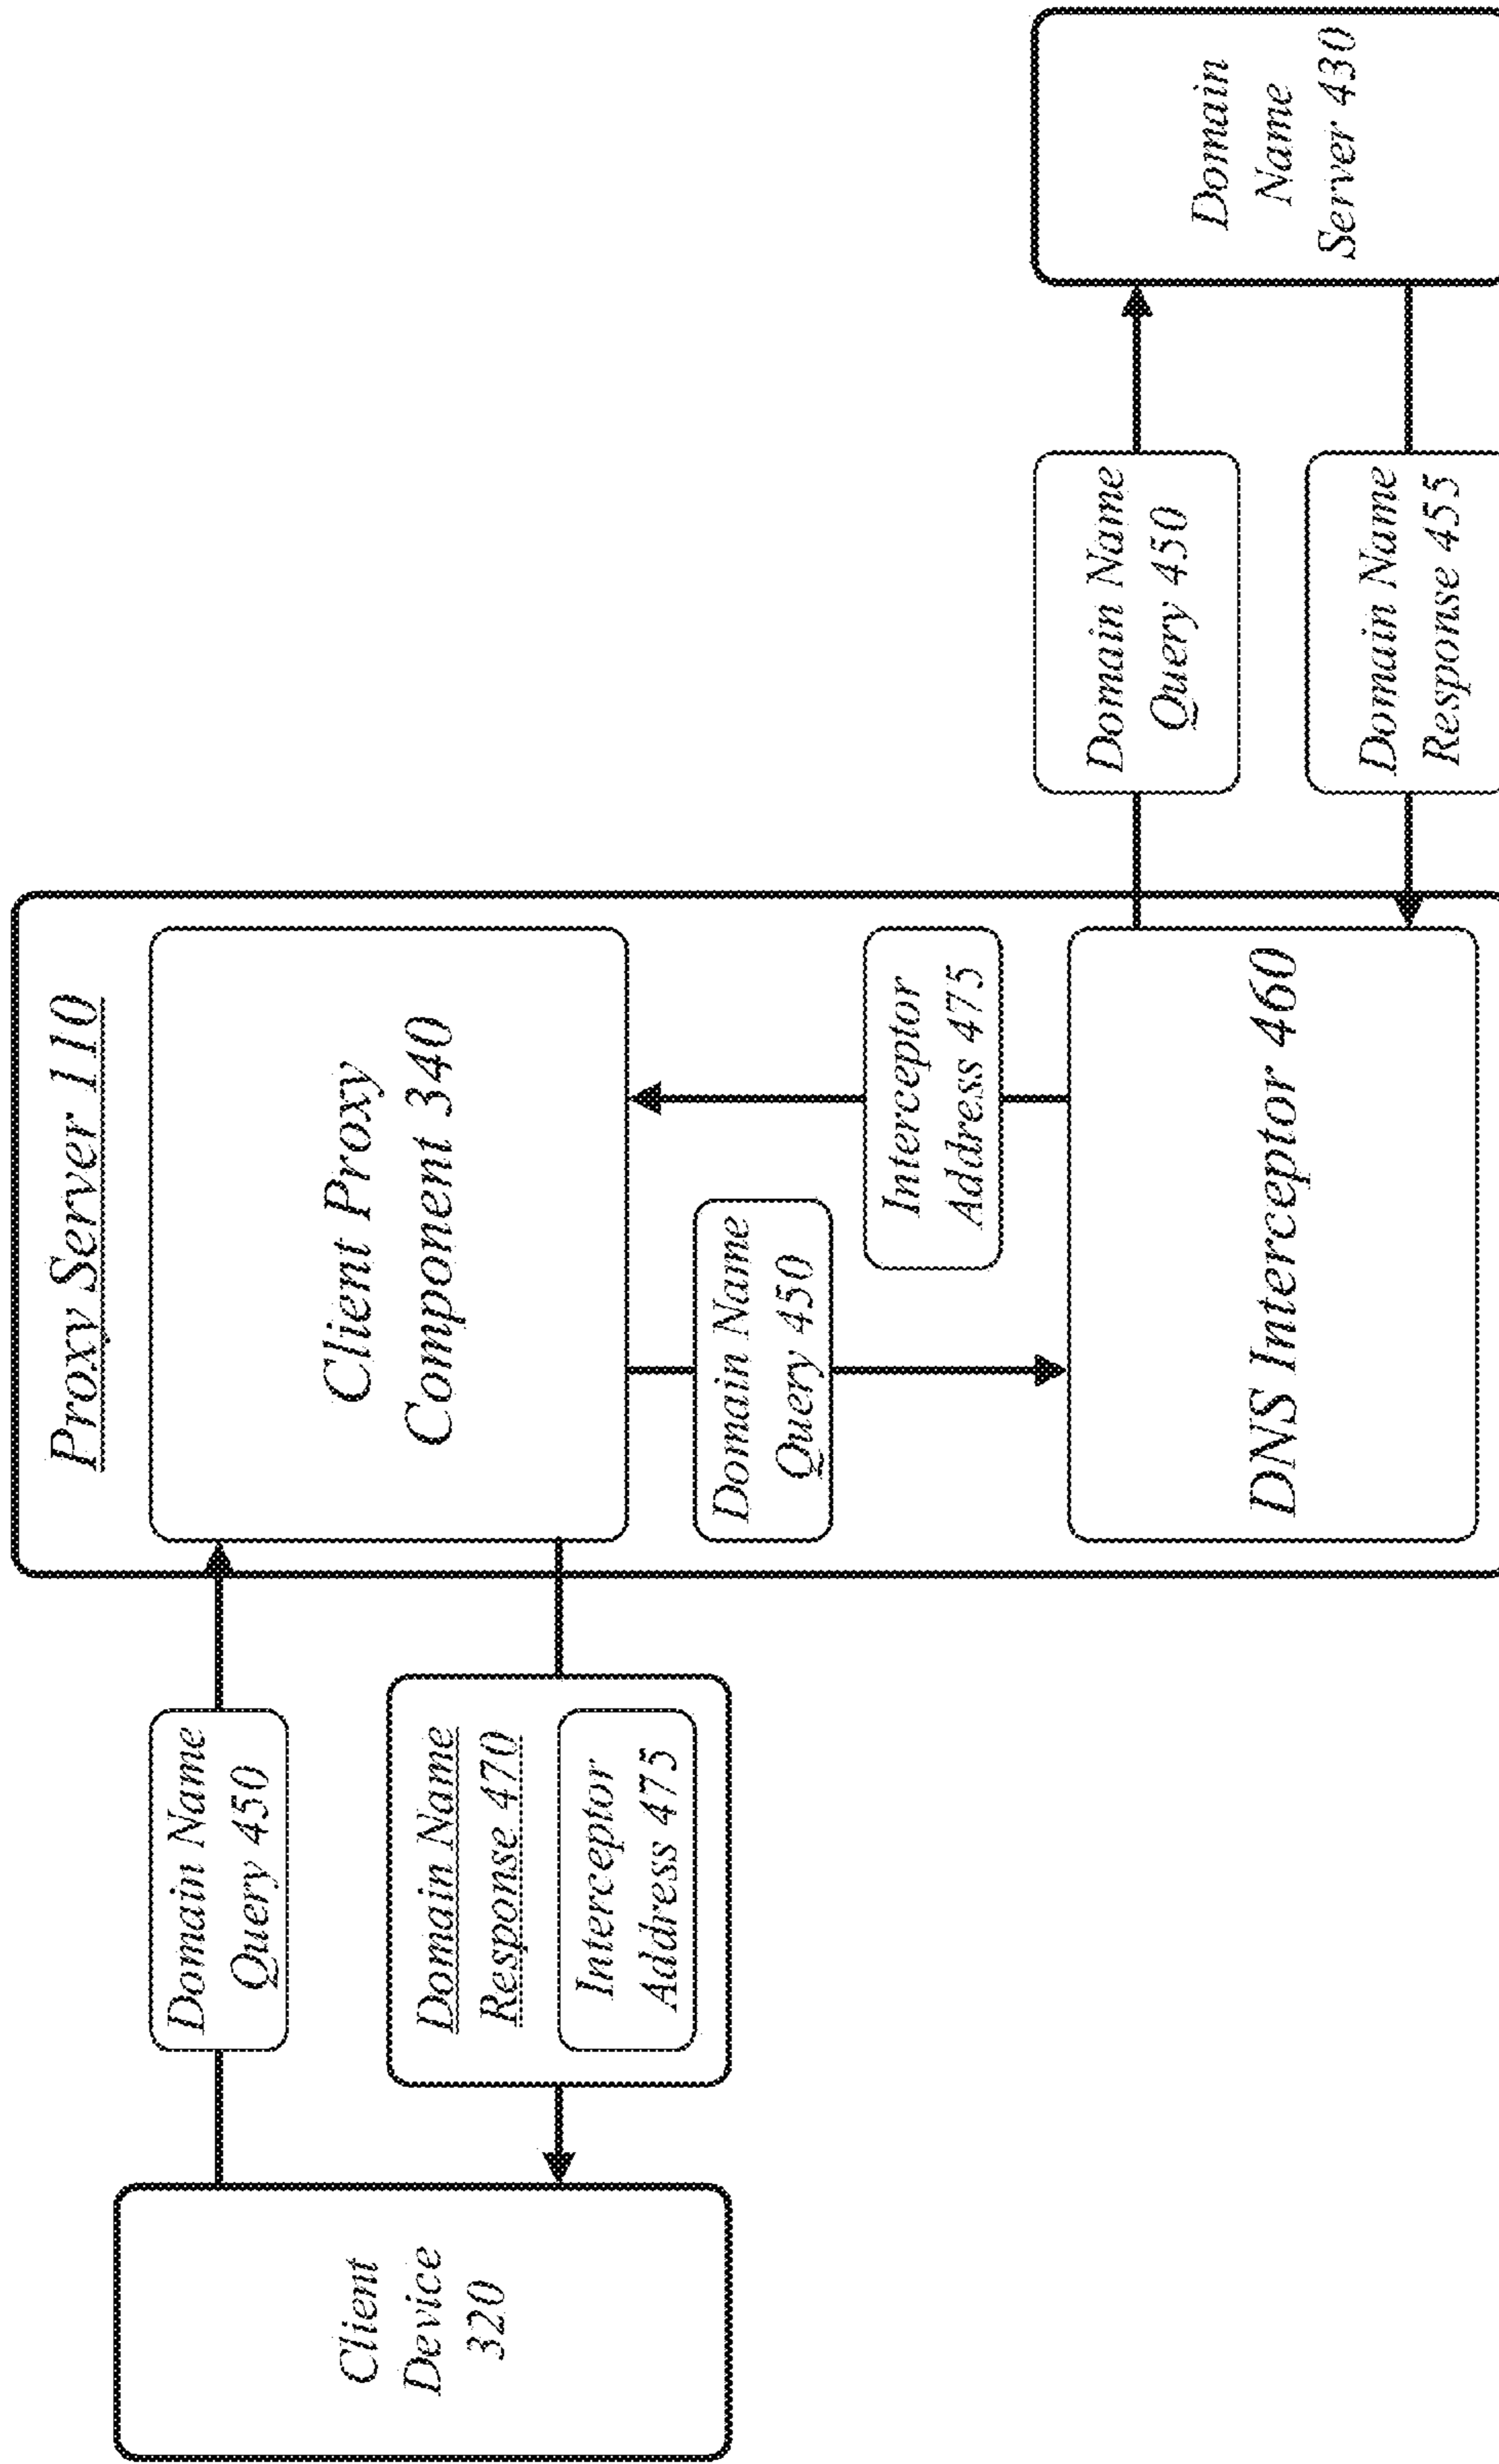 Proxy Server 110
Client
Device
320
Domain Name
Query 450
Domain Name
Response 470
Interceptor
Address 475
Client Proxy
Component 340
Domain Name
Query 450
Interceptor
Address 475
DNS Interceptor 460
Domain Name
Query 450
Domain Name
Response 455
Domain
Name
Server 430